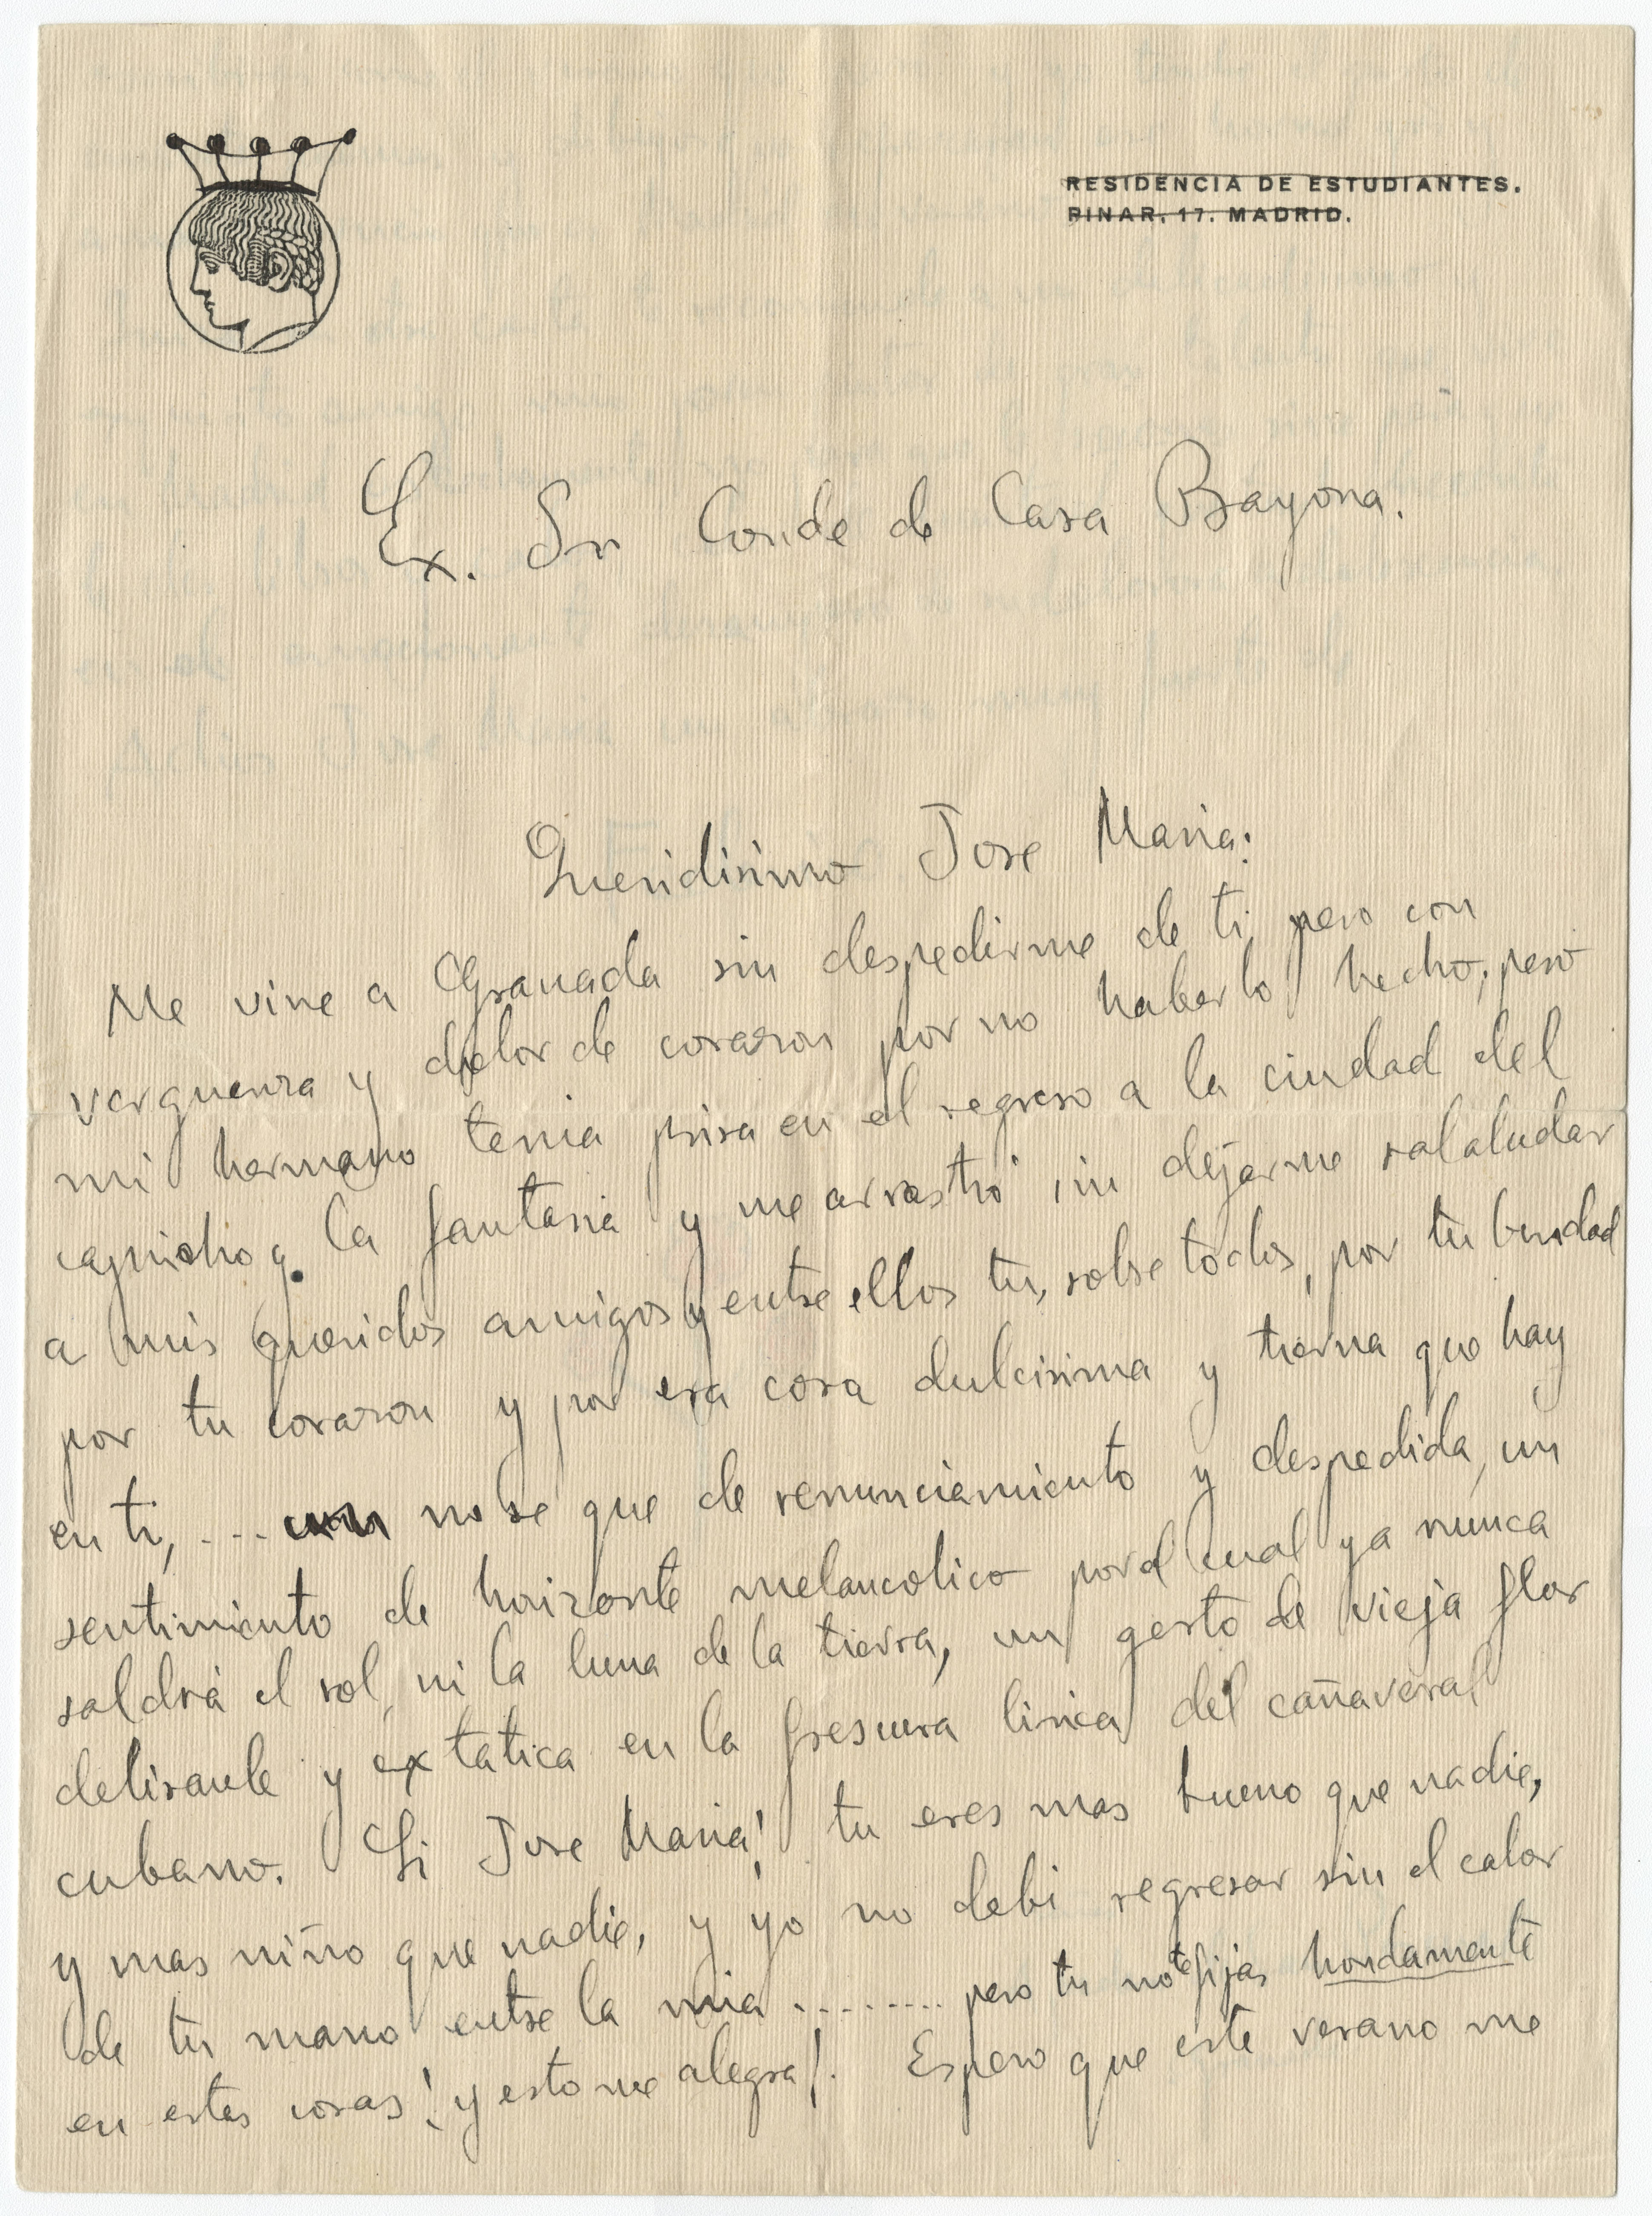 RESIDENCIA DE ESTUDIANTES.
PINAR, 17. MADRID.
Ex. Sr Conde de Casa Bayona.
Queridisimo Jose Maria:
Me vine a Granada sin despedirme de ti, pero con
verguenza y dolor de corazon por no haberlo hecho; pero
mi hermano tenia prisa en el regreso a la ciudad del
capricho y la fantasia y me arrastró sin dejarme salaludar
a mis queridos amigos y entre ellos tu, sobre todos, por tu bondad
por tu corazon y por esa cosa dulcisima y tierna que hay
en ti, ... no se que de renunciamiento y despedida, un
sentimiento de horizonte melancolico por el cual ya nunca
saldrá el sol, ni la luna de la tierra, un gesto de vieja flor
delirante y extatica en la frescura lirica del cañaveral
cubano. Si Jose Maria! tu eres mas bueno que nadie,
y mas niño que nadie, y yo no debi regresar sin el calor
de tu mano entre la mia ......... pero tu no te fijas hondamente
en estas cosas ¡y esto me alegra!. Espero que este verano me